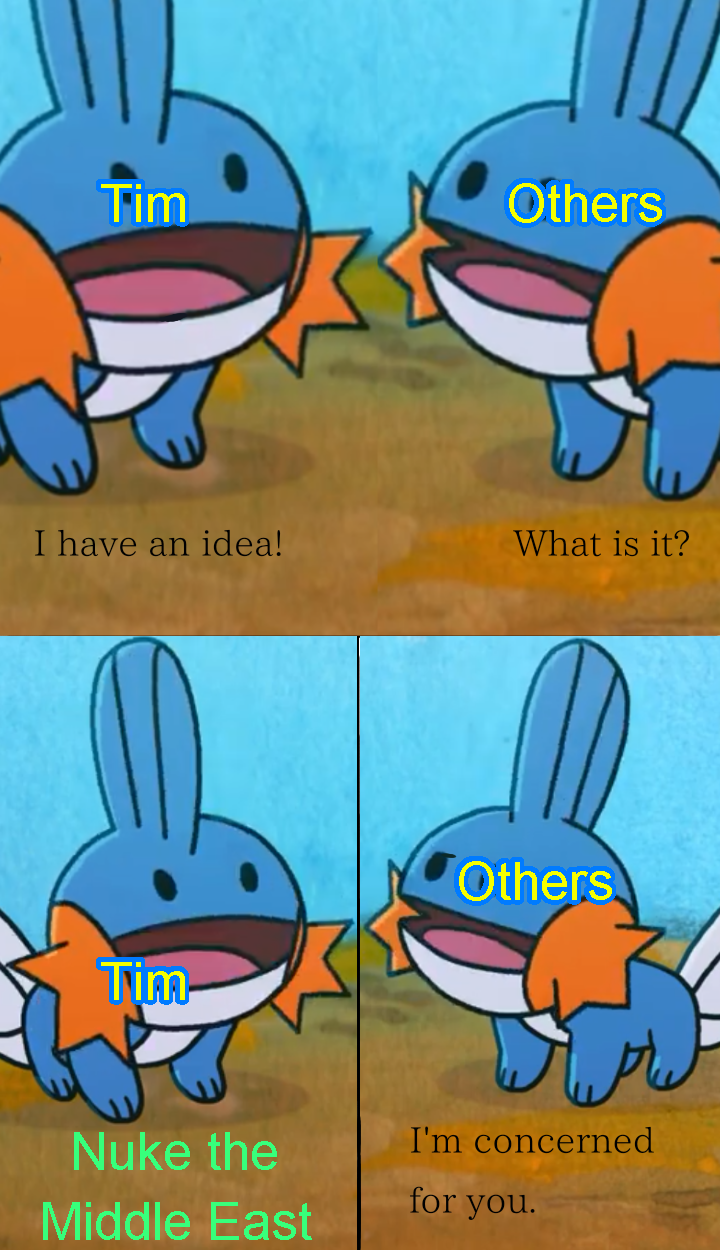 Tim
Others
I have an idea!
What is it?
Tim
Others
Nuke the
Middle East
I'm concerned
for you.